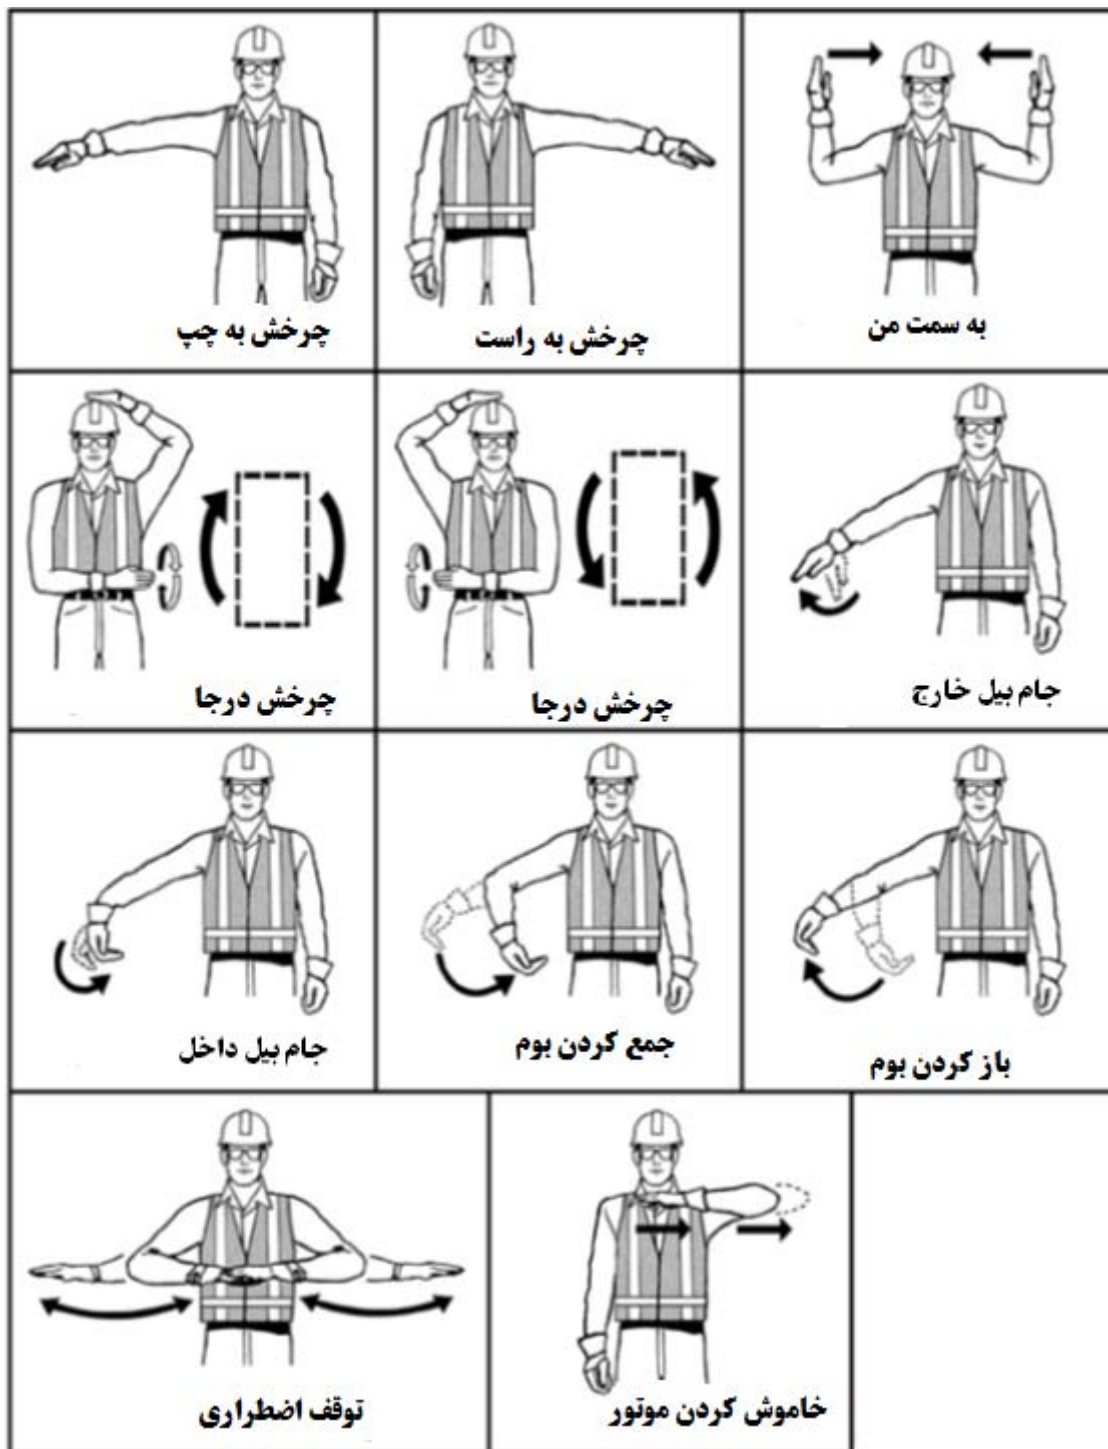 به سمت من
چرخش به راست
چرخش به چپ
جام بیل خارج
چرخش درجا
چرخش درجا
باز کردن بوم
جمع کردن بوم
جام بیل داخل
خاموش کردن موتور
توقف اضطراری